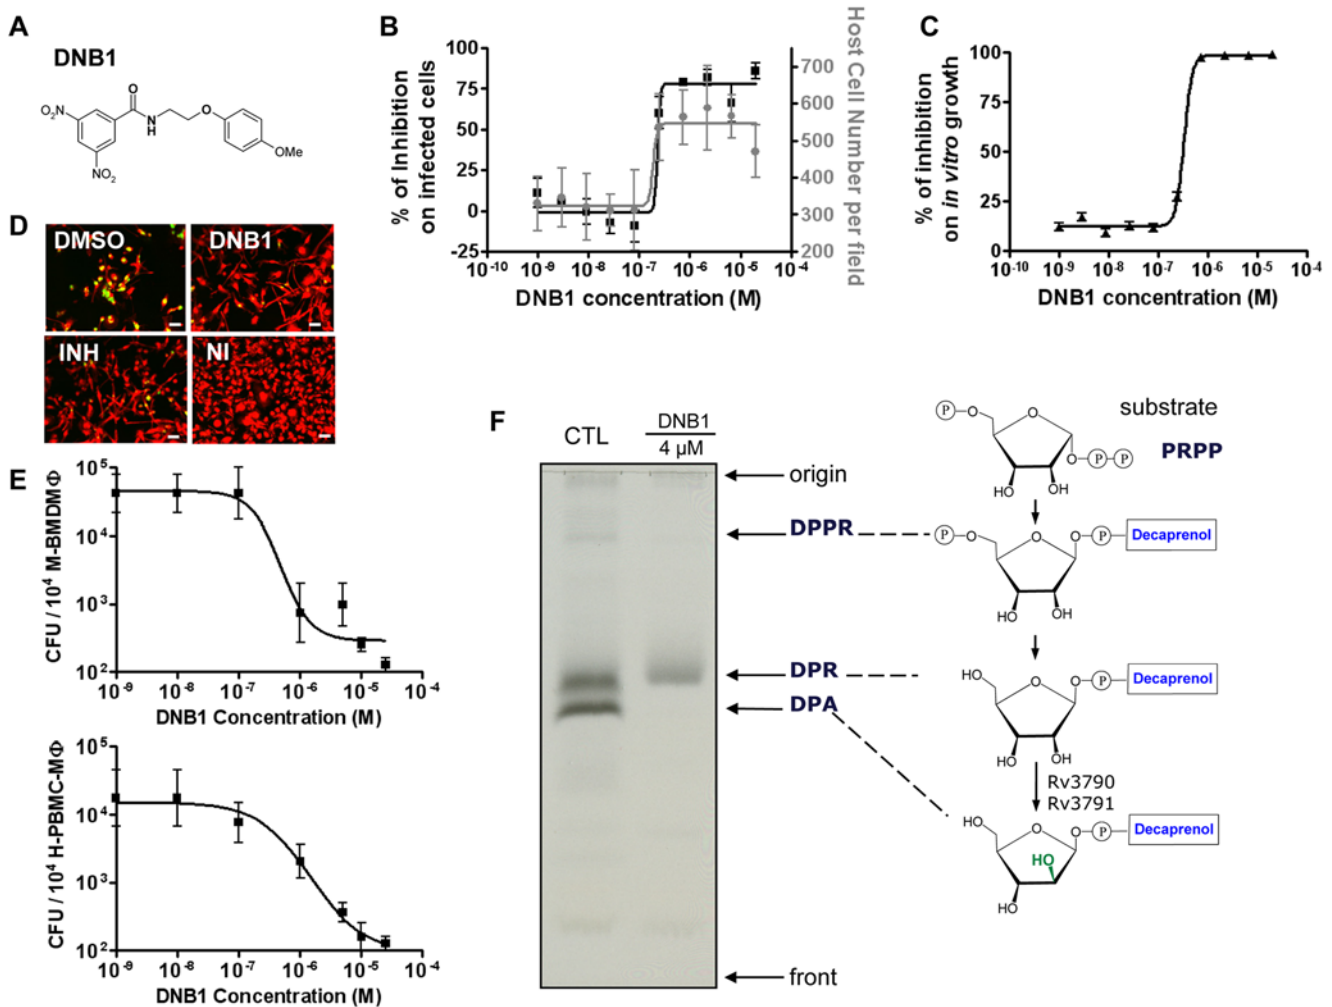 A
DNB1
O
O₂N
N
H
O
OMe
NO₂
B
% of Inhibition
on infected cells
100
75
50
25
0
-25
700
600
500
400
300
200
Host Cell Number per field
10⁻¹⁰ 10⁻⁹ 10⁻⁸ 10⁻⁷ 10⁻⁶ 10⁻⁵ 10⁻⁴
DNB1 concentration (M)
C
% of inhibition
on in vitro growth
100
75
50
25
0
10⁻¹⁰ 10⁻⁹ 10⁻⁸ 10⁻⁷ 10⁻⁶ 10⁻⁵ 10⁻⁴
DNB1 concentration (M)
D
DMSO
DNB1
INH
NI
E
CFU / 10⁴ M-BMDMΦ
10⁵
10⁴
10³
10²
10⁻⁹ 10⁻⁸ 10⁻⁷ 10⁻⁶ 10⁻⁵ 10⁻⁴
DNB1 Concentration (M)
CFU / 10⁴ H-PBMC-MΦ
10⁵
10⁴
10³
10²
10⁻⁹ 10⁻⁸ 10⁻⁷ 10⁻⁶ 10⁻⁵ 10⁻⁴
DNB1 Concentration (M)
F
CTL
DNB1
4 µM
origin
DPPR
DPR
DPA
front
substrate
PRPP
P O O O P P
HO OH
P O O O P Decaprenol
HO OH
HO O O P Decaprenol
HO OH
Rv3790
Rv3791
HO O O P Decaprenol
HO
HO